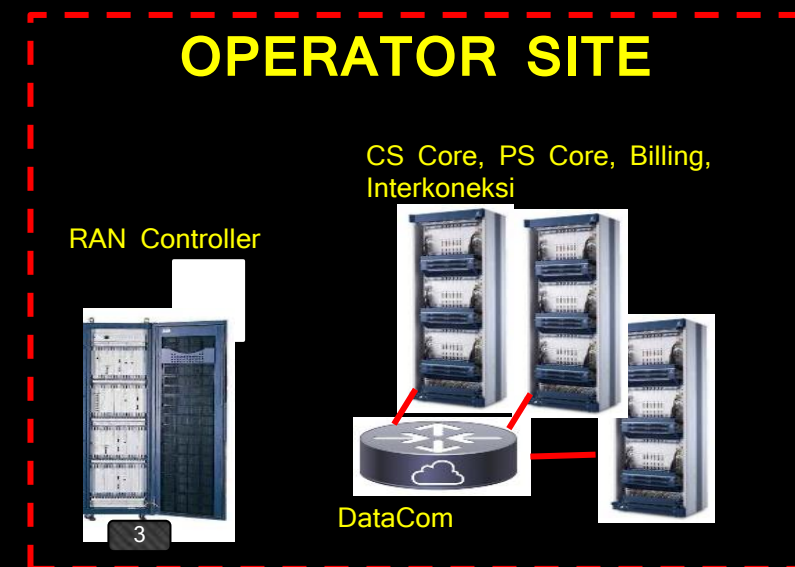 OPERATOR SITE
CS Core, PS Core, Billing,
Interkoneksi
RAN Controller
DataCom
3